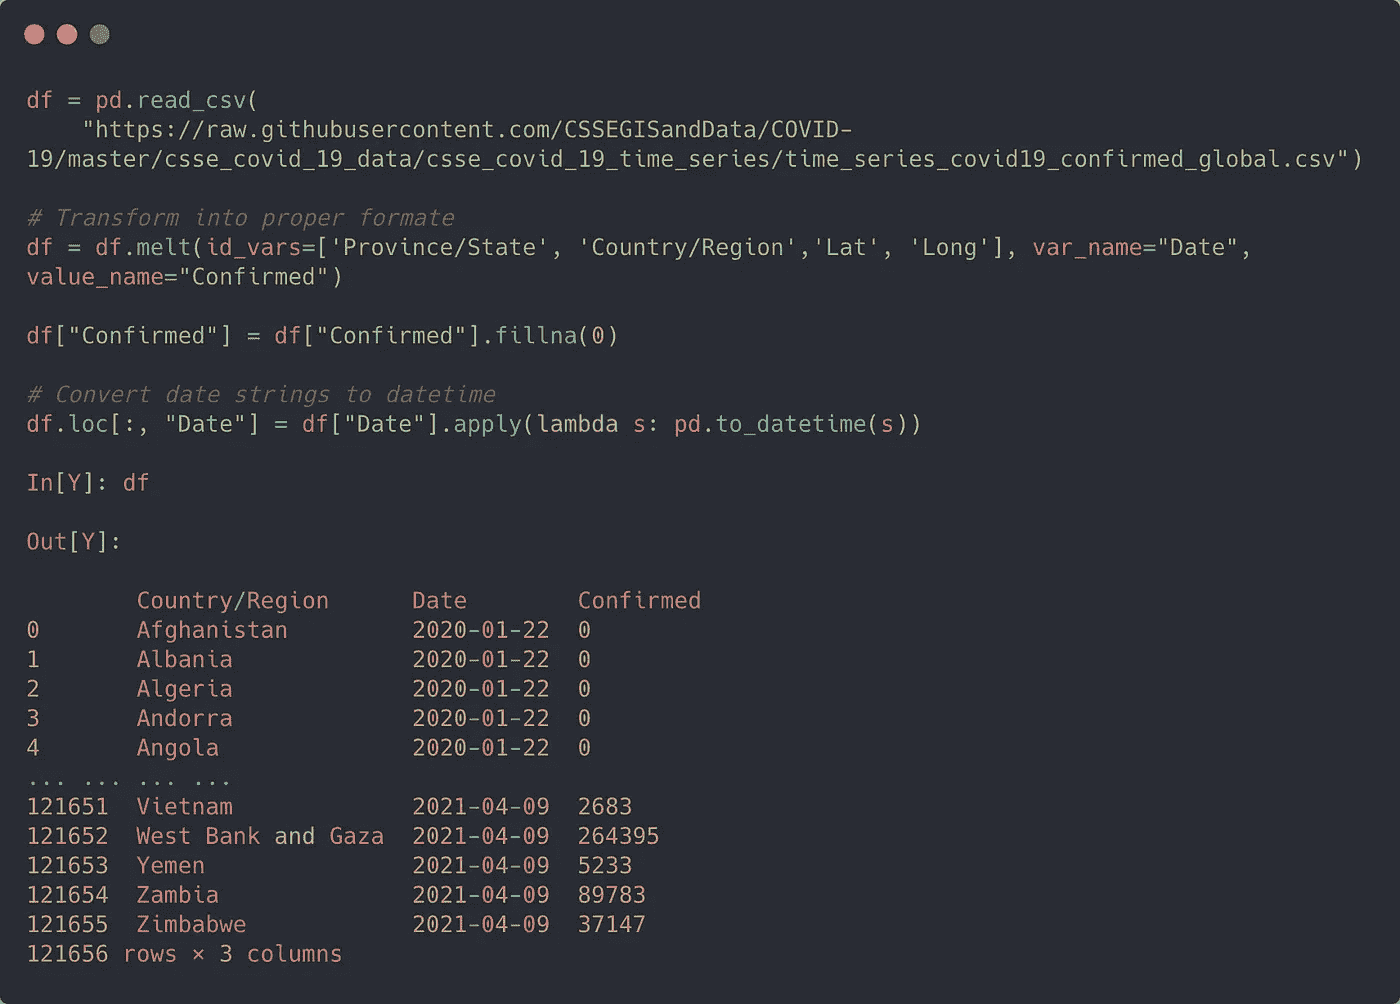 df = pd.read_csv(
    "https://raw.githubusercontent.com/CSSEGISandData/COVID-
19/master/csse_covid_19_data/csse_covid_19_time_series/time_series_covid19_confirmed_global.csv")
# Transform into proper formate
df = df.melt(id_vars=['Province/State', 'Country/Region','Lat', 'Long'], var_name="Date",
value_name="Confirmed")
df["Confirmed"] = df["Confirmed"].fillna(0)
# Convert date strings to datetime
df.loc[:, "Date"] = df["Date"].apply(lambda s: pd.to_datetime(s))
In[Y]: df
Out[Y]:
        Country/Region      Date        Confirmed
0       Afghanistan         2020-01-22  0
1       Albania             2020-01-22  0
2       Algeria             2020-01-22  0
3       Andorra             2020-01-22  0
4       Angola              2020-01-22  0
... ... ... ...
121651  Vietnam             2021-04-09  2683
121652  West Bank and Gaza  2021-04-09  264395
121653  Yemen               2021-04-09  5233
121654  Zambia              2021-04-09  89783
121655  Zimbabwe            2021-04-09  37147
121656 rows × 3 columns